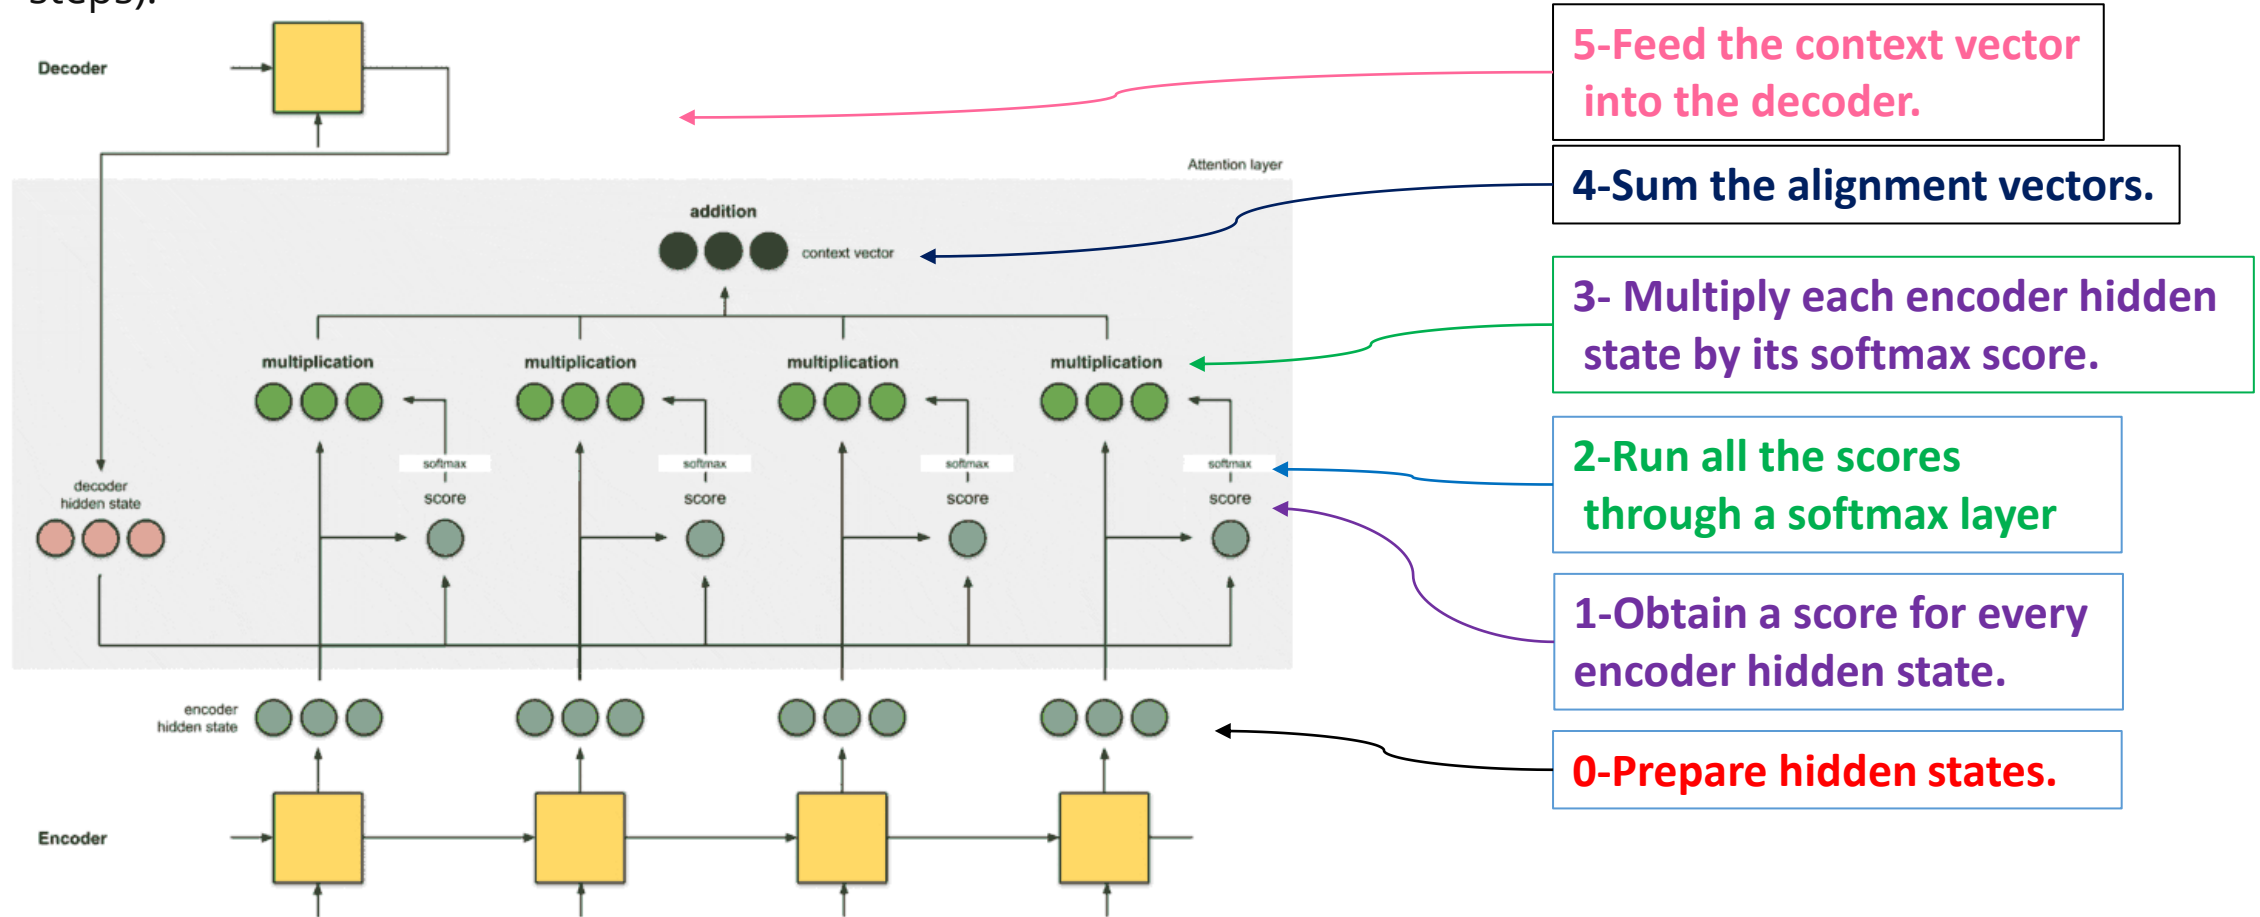 steps).
Decoder
5-Feed the context vector
into the decoder.
Attention layer
4-Sum the alignment vectors.
addition
context vector
3- Multiply each encoder hidden
state by its softmax score.
multiplication
multiplication
multiplication
multiplication
2-Run all the scores
through a softmax layer
softmax
softmax
softmax
softmax
decoder
hidden state
score
score
score
score
1-Obtain a score for every
encoder hidden state.
encoder
hidden state
0-Prepare hidden states.
Encoder